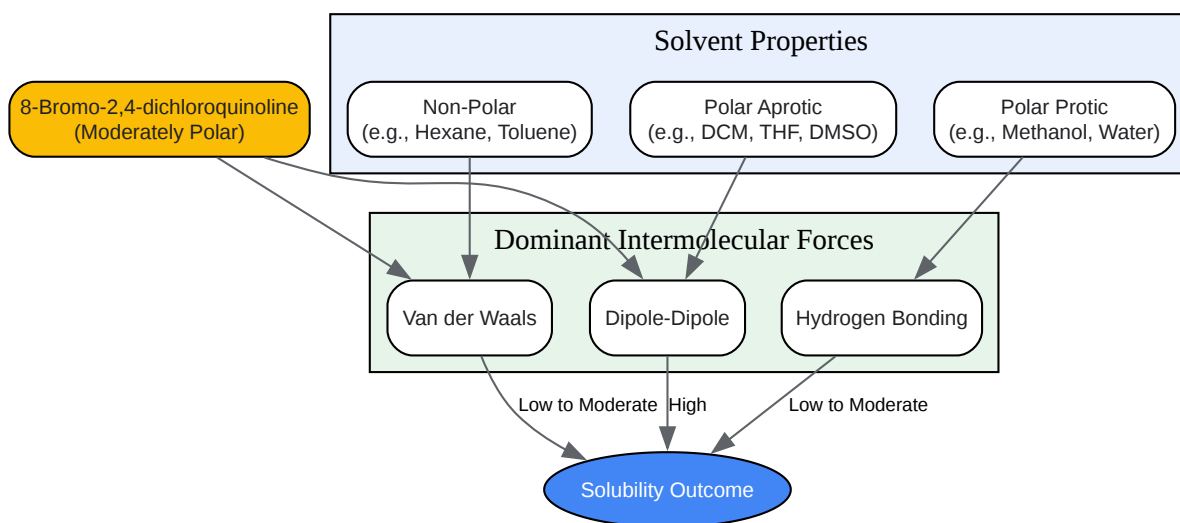 Solvent Properties
8-Bromo-2,4-dichloroquinoline
(Moderately Polar)
Non-Polar
(e.g., Hexane, Toluene)
Polar Aprotic
(e.g., DCM, THF, DMSO)
Polar Protic
(e.g., Methanol, Water)
Dominant Intermolecular Forces
Van der Waals
Dipole-Dipole
Hydrogen Bonding
Low to Moderate
High
Low to Moderate
Solubility Outcome